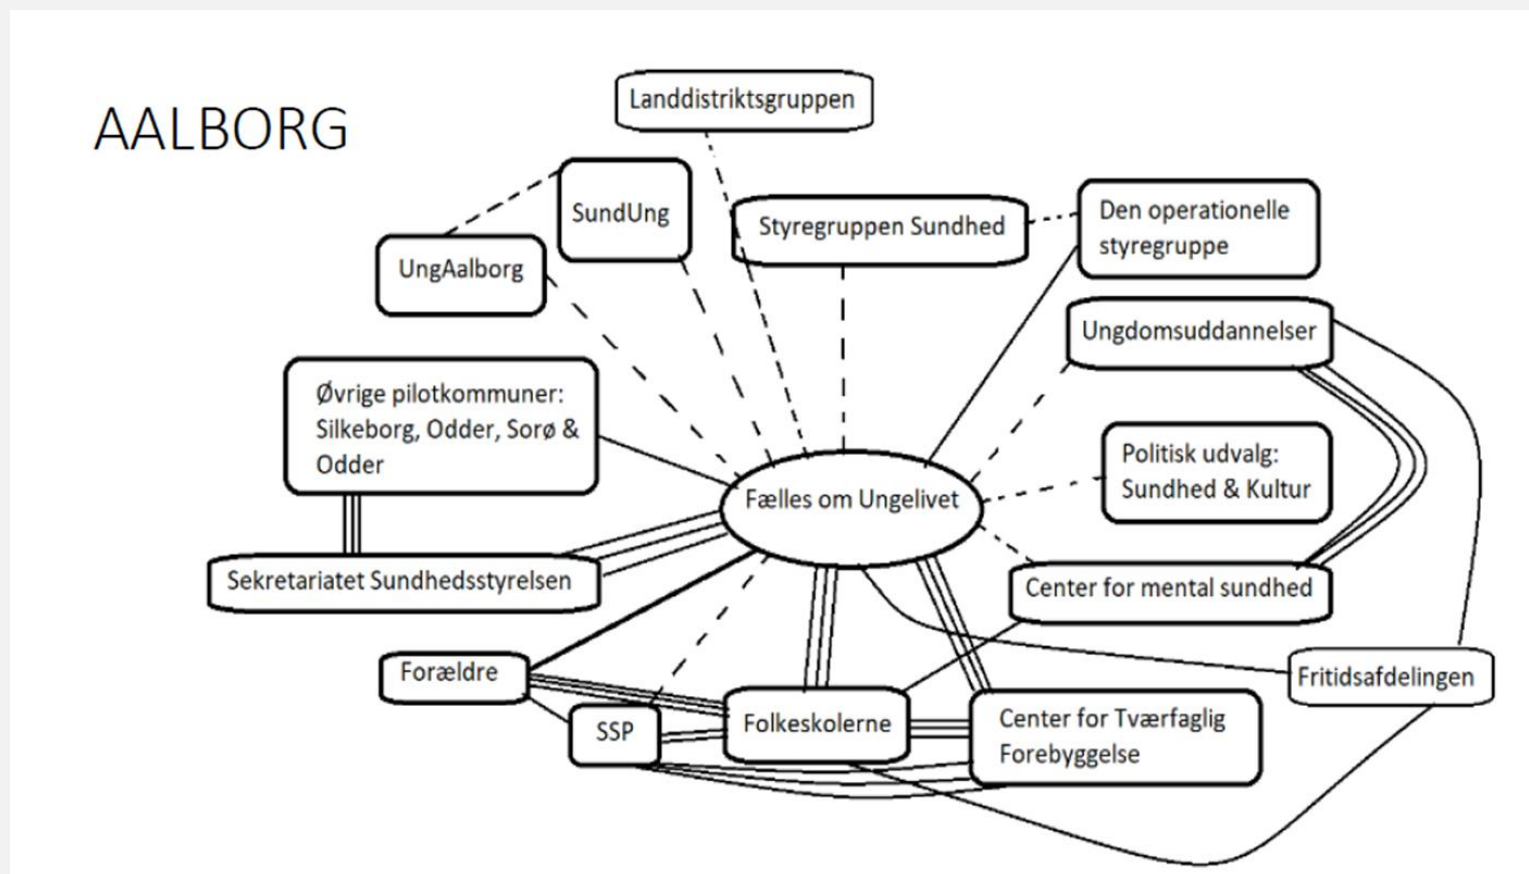 AALBORG
Landdistriktsgruppen
SundUng
Styregruppen Sundhed
Den operationelle
styregruppe
UngAalborg
Ungdomsuddannelser
Øvrige pilotkommuner:
Silkeborg, Odder, Sorø &
Odder
Politisk udvalg:
Sundhed & Kultur
Fælles om Ungelivet
Sekretariatet Sundhedsstyrelsen
Center for mental sundhed
Forældre
Fritidsafdelingen
SSP
Folkeskolerne
Center for Tværfaglig
Forebyggelse